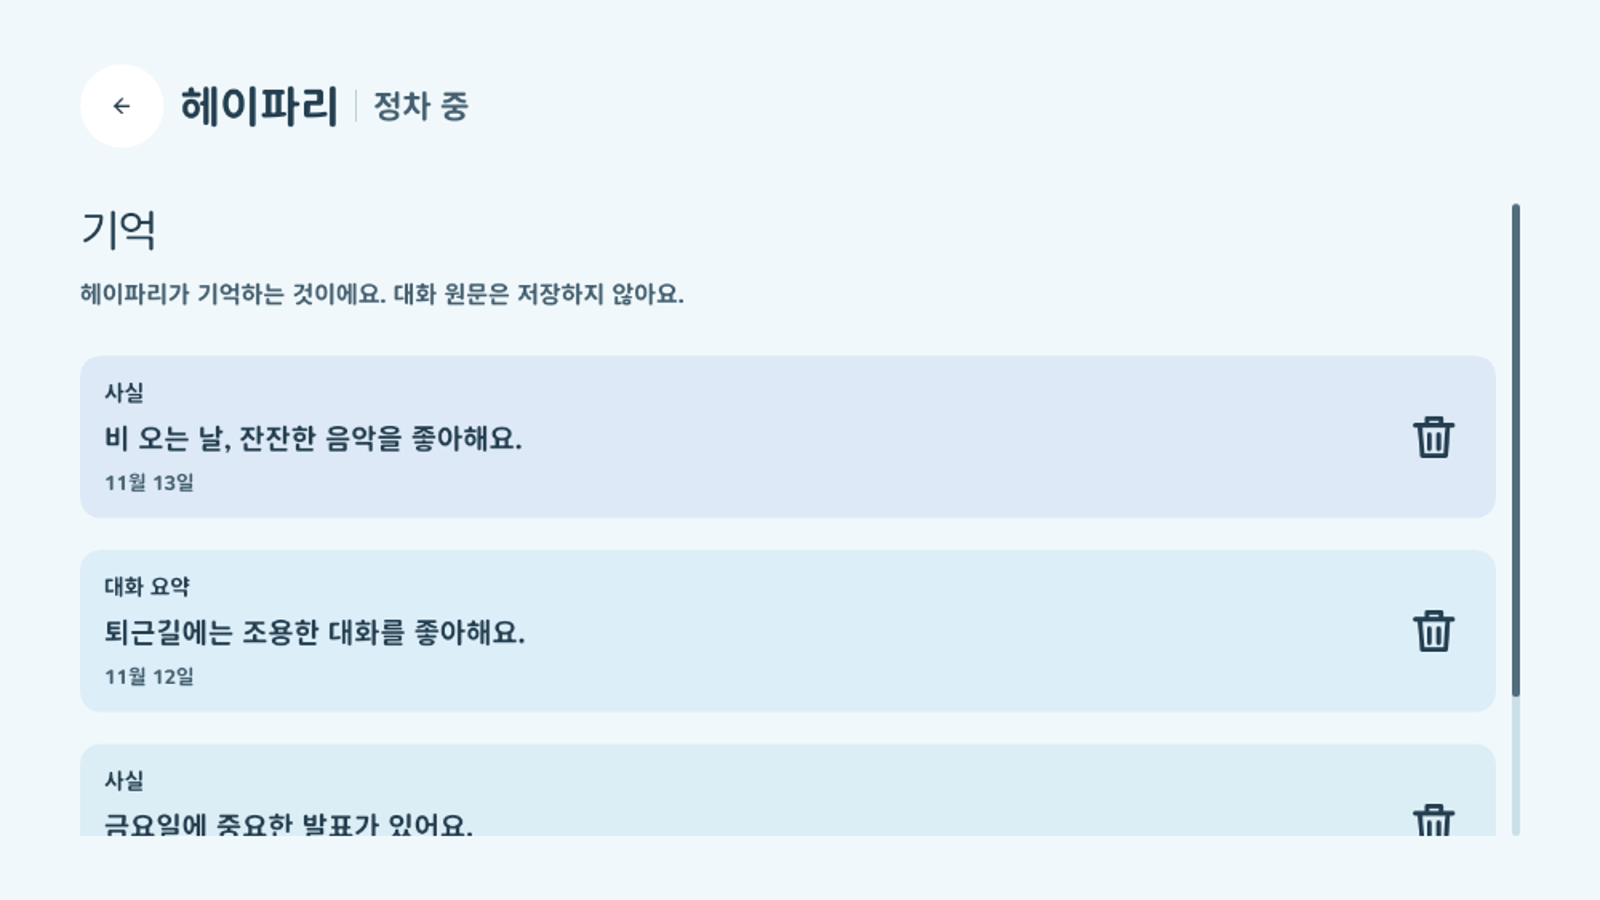 헤이파리
정차 중
기억
헤이파리가 기억하는 것이에요. 대화 원문은 저장하지 않아요.
사실
비 오는 날, 잔잔한 음악을 좋아해요.
11월 13일
대화 요약
퇴근길에는 조용한 대화를 좋아해요.
11월 12일
사실
금요일에 중요한 발표가 있어요.